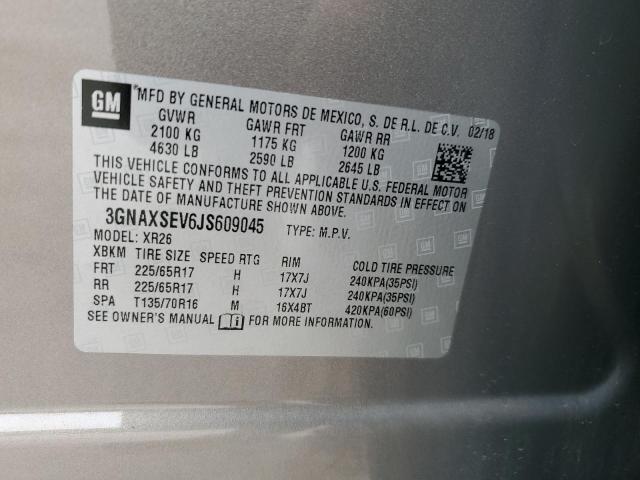 GM
MFD BY GENERAL MOTORS DE MEXICO, S. DE R.L. DE C.V. 02/18
GVWR GAWR FRT GAWR RR
2100 KG 1175 KG 1200 KG
4630 LB 2590 LB 2645 LB
THIS VEHICLE CONFORMS TO ALL APPLICABLE U.S. FEDERAL MOTOR
VEHICLE SAFETY AND THEFT PREVENTION STANDARDS IN EFFECT ON
THE DATE OF MANUFACTURE SHOWN ABOVE.
3GNAXSEV6JS609045 TYPE: M.P.V.
MODEL: XR26
XBKM TIRE SIZE SPEED RTG RIM COLD TIRE PRESSURE
FRT 225/65R17 H 17X7J 240KPA(35PSI)
RR 225/65R17 H 17X7J 240KPA(35PSI)
SPA T135/70R16 M 16X4BT 420KPA(60PSI)
SEE OWNER'S MANUAL FOR MORE INFORMATION.